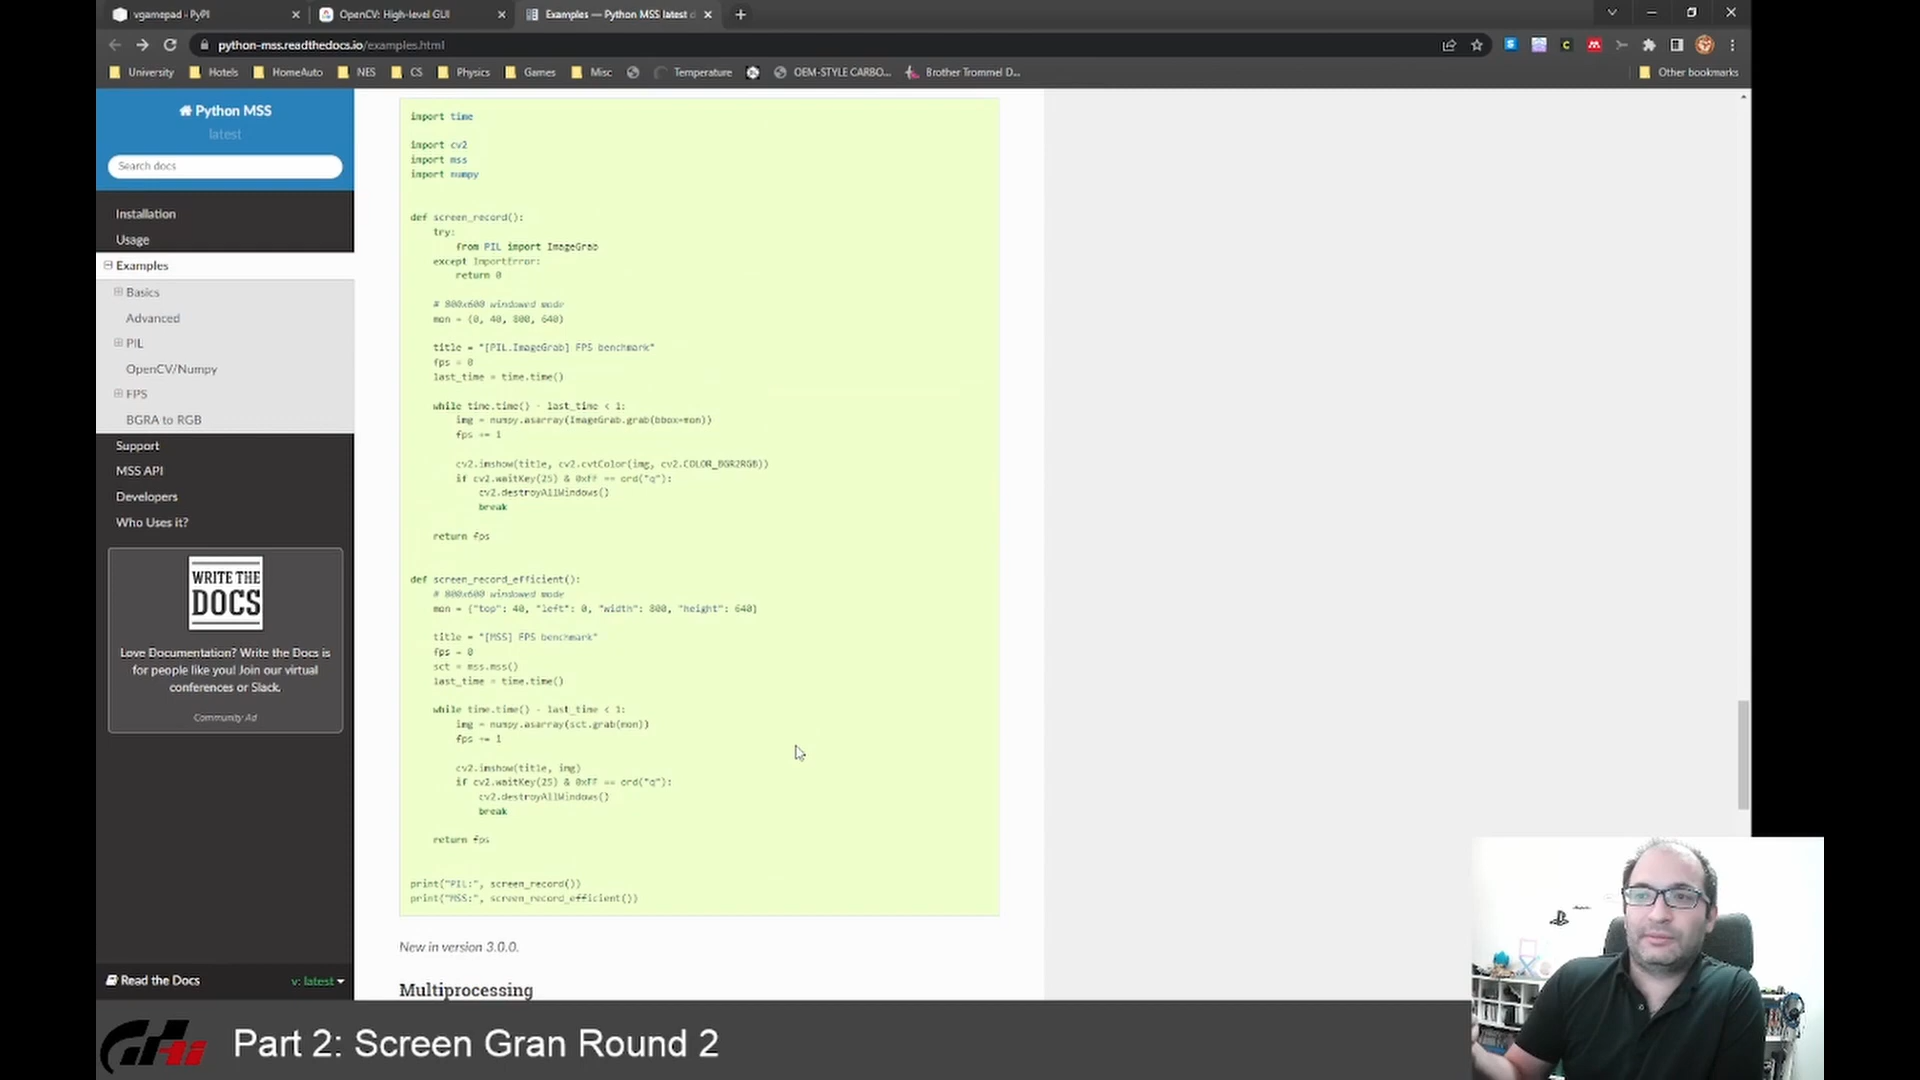 vgamepad · PyPI
OpenCV: High-level GUI
Examples — Python MSS latest d
python-mss.readthedocs.io/examples.html
University
Hotels
HomeAuto
NES
CS
Physics
Games
Misc
Temperature
OEM-STYLE CARBO...
Brother Trommel D...
Other bookmarks
Python MSS
latest
Search docs
Installation
Usage
Examples
Basics
Advanced
PIL
OpenCV/Numpy
FPS
BGRA to RGB
Support
MSS API
Developers
Who Uses it?
WRITE THE
DOCS
Love Documentation? Write the Docs is
for people like you! Join our virtual
conferences or Slack.
Community Ad
Read the Docs
v: latest
import time
import cv2
import mss
import numpy
def screen_record():
try:
from PIL import ImageGrab
except ImportError:
return 0
# 800x600 windowed mode
mon = (0, 40, 800, 640)
title = "[PIL.ImageGrab] FPS benchmark"
fps = 0
last_time = time.time()
while time.time() - last_time < 1:
img = numpy.asarray(ImageGrab.grab(bbox=mon))
fps += 1
cv2.imshow(title, cv2.cvtColor(img, cv2.COLOR_BGR2RGB))
if cv2.waitKey(25) & 0xFF == ord("q"):
cv2.destroyAllWindows()
break
return fps
def screen_record_efficient():
# 800x600 windowed mode
mon = {"top": 40, "left": 0, "width": 800, "height": 640}
title = "[MSS] FPS benchmark"
fps = 0
sct = mss.mss()
last_time = time.time()
while time.time() - last_time < 1:
img = numpy.asarray(sct.grab(mon))
fps += 1
cv2.imshow(title, img)
if cv2.waitKey(25) & 0xFF == ord("q"):
cv2.destroyAllWindows()
break
return fps
print("PIL:", screen_record())
print("MSS:", screen_record_efficient())
New in version 3.0.0.
Multiprocessing
Part 2: Screen Gran Round 2